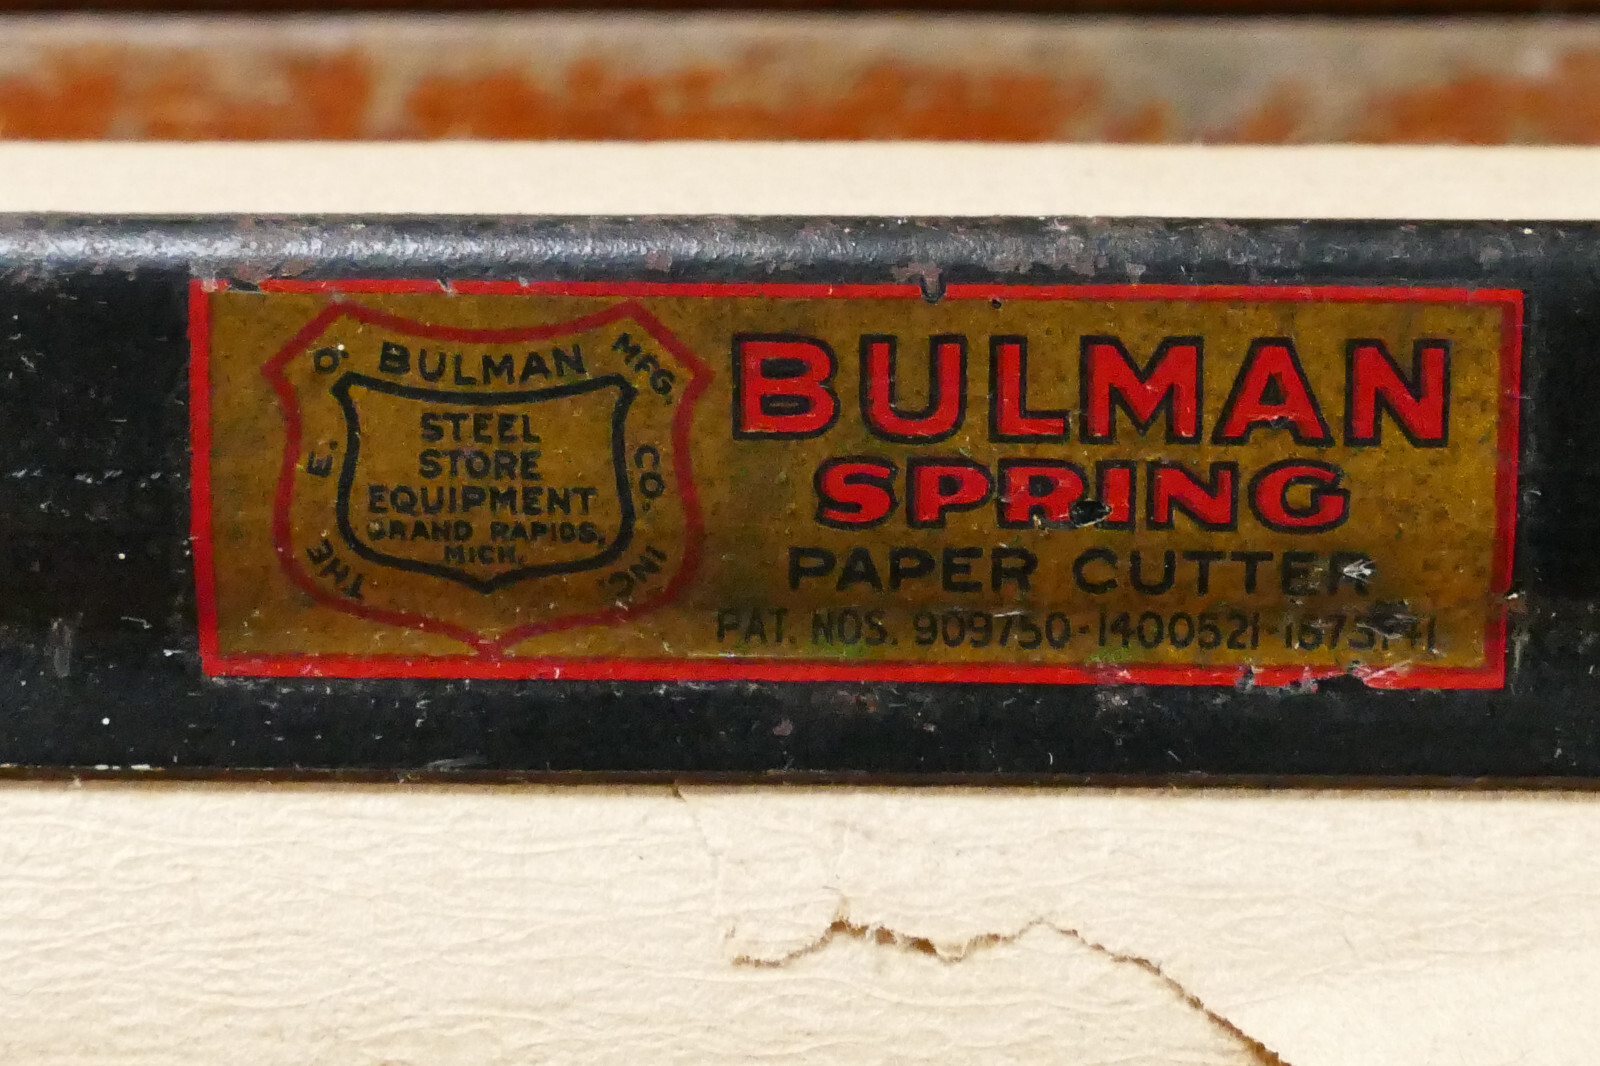 THE E. O. BULMAN MFG. CO. INC.
STEEL
STORE
EQUIPMENT
GRAND RAPIDS,
MICH.
BULMAN
SPRING
PAPER CUTTER
PAT. NOS. 909750-1400521-